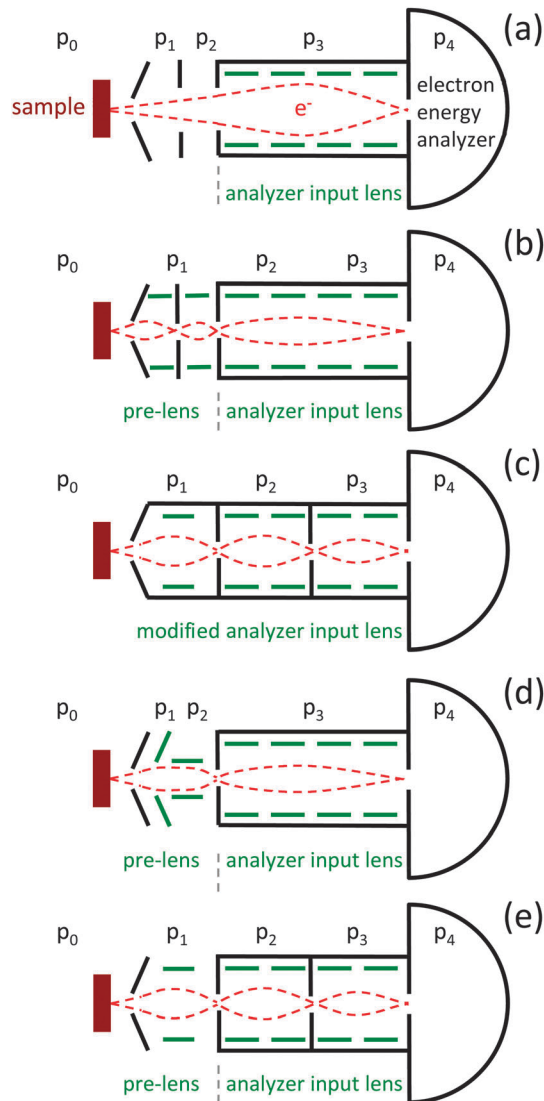 (a)
p₀ p₁ p₂ p₃ p₄
sample
e⁻
electron
energy
analyzer
analyzer input lens
(b)
p₀ p₁ p₂ p₃ p₄
pre-lens analyzer input lens
(c)
p₀ p₁ p₂ p₃ p₄
modified analyzer input lens
(d)
p₀ p₁ p₂ p₃ p₄
pre-lens analyzer input lens
(e)
p₀ p₁ p₂ p₃ p₄
pre-lens analyzer input lens